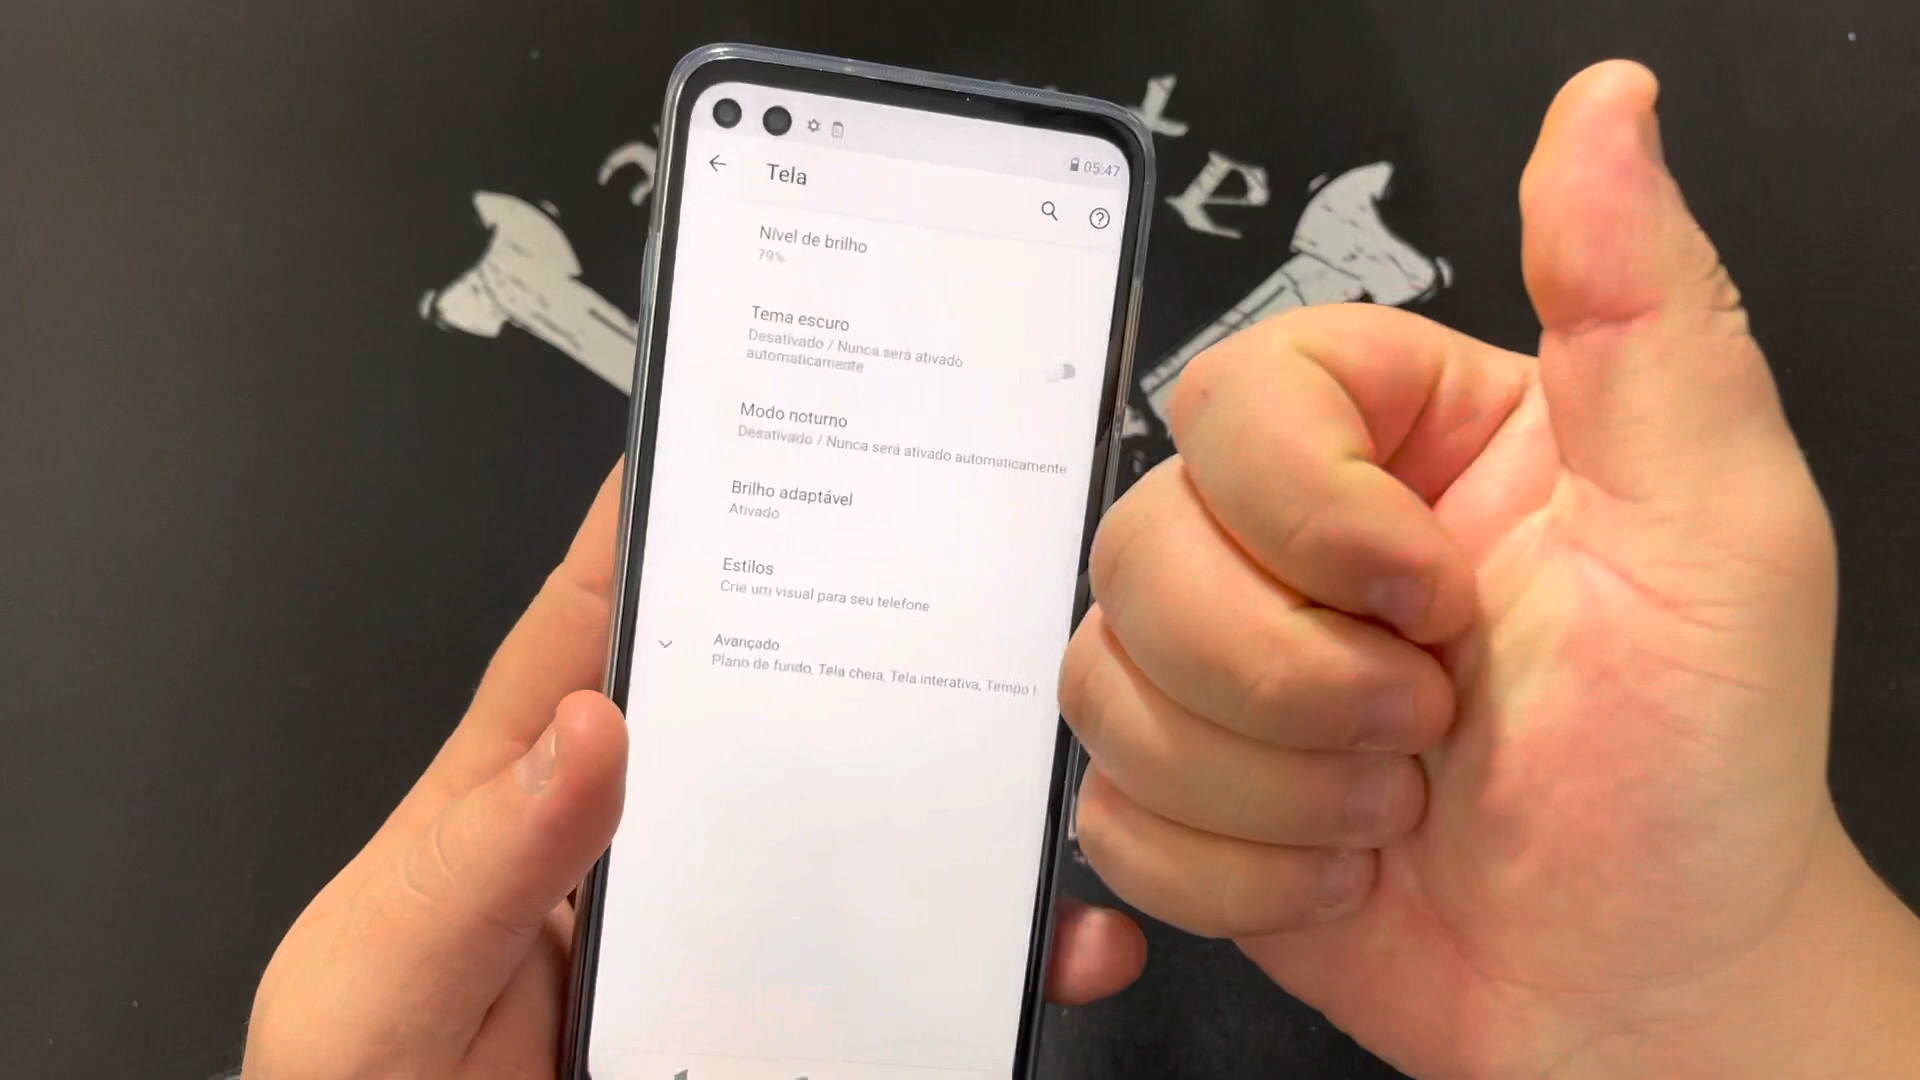 05:47
Tela
Nível de brilho
79%
Tema escuro
Desativado / Nunca será ativado
automaticamente
Modo noturno
Desativado / Nunca será ativado automaticamente
Brilho adaptável
Ativado
Estilos
Crie um visual para seu telefone
Avançado
Plano de fundo, Tela cheia, Tela interativa, Tempo